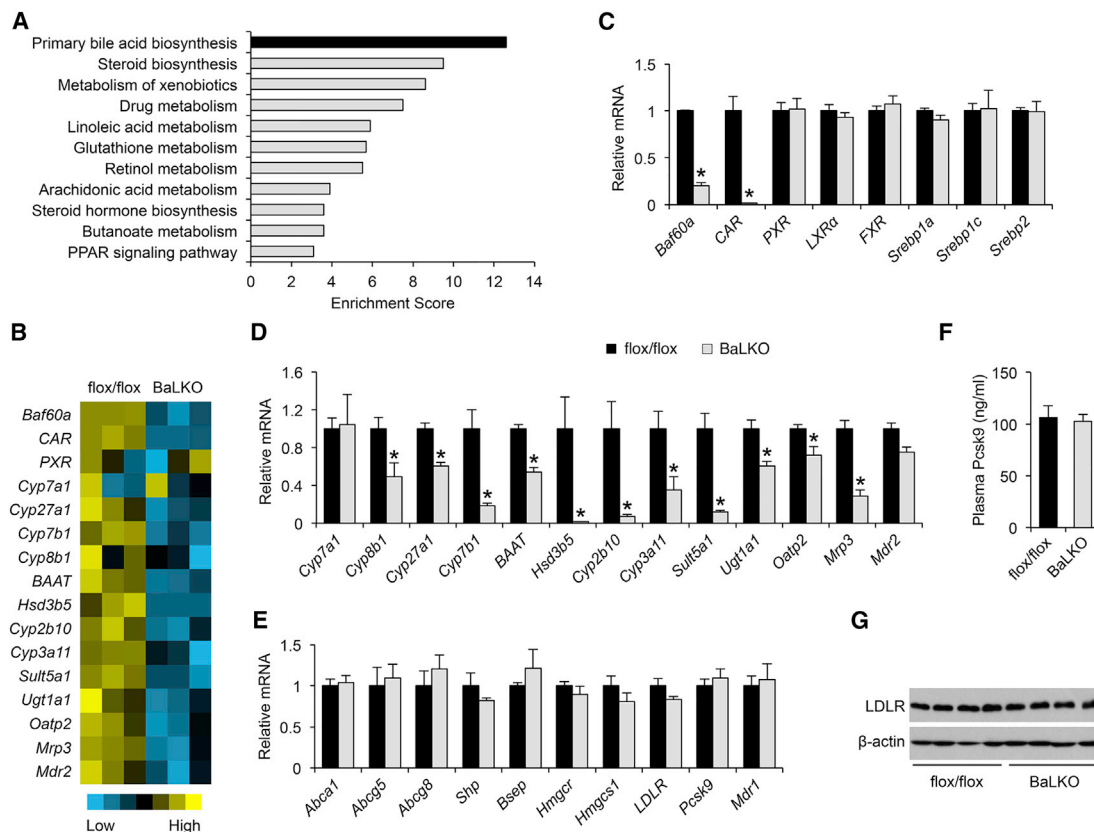 A
Primary bile acid biosynthesis
Steroid biosynthesis
Metabolism of xenobiotics
Drug metabolism
Linoleic acid metabolism
Glutathione metabolism
Retinol metabolism
Arachidonic acid metabolism
Steroid hormone biosynthesis
Butanoate metabolism
PPAR signaling pathway
0 2 4 6 8 10 12 14
Enrichment Score
C
Relative mRNA
1.5
1
0.5
0
* *
Baf60a CAR PXR LXRα FXR Srebp1a Srebp1c Srebp2
B
flox/flox BaLKO
Baf60a
CAR
PXR
Cyp7a1
Cyp27a1
Cyp7b1
Cyp8b1
BAAT
Hsd3b5
Cyp2b10
Cyp3a11
Sult5a1
Ugt1a1
Oatp2
Mrp3
Mdr2
Low High
D
flox/flox BaLKO
Relative mRNA
1.6
1.2
0.8
0.4
0
* * * * * * * * * * *
Cyp7a1 Cyp8b1 Cyp27a1 Cyp7b1 BAAT Hsd3b5 Cyp2b10 Cyp3a11 Sult5a1 Ugt1a1 Oatp2 Mrp3 Mdr2
E
Relative mRNA
1.5
1
0.5
0
Abca1 Abcg5 Abcg8 Shp Bsep Hmgcr Hmgcs1 LDLR Pcsk9 Mdr1
F
Plasma Pcsk9 (ng/ml)
150
100
50
0
flox/flox BaLKO
G
LDLR
β-actin
flox/flox BaLKO